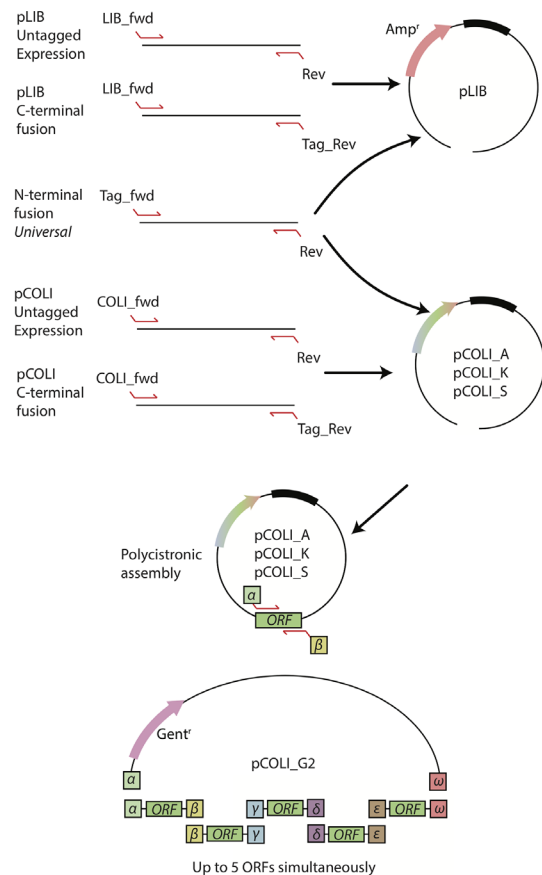 pLIB
Untagged
Expression
LIB_fwd
Rev
pLIB
C-terminal
fusion
LIB_fwd
Tag_Rev
Ampʳ
pLIB
N-terminal
fusion
Universal
Tag_fwd
Rev
pCOLI
Untagged
Expression
COLI_fwd
Rev
pCOLI
C-terminal
fusion
COLI_fwd
Tag_Rev
pCOLI_A
pCOLI_K
pCOLI_S
Polycistronic
assembly
pCOLI_A
pCOLI_K
pCOLI_S
α
ORF
β
Gentʳ
pCOLI_G2
α
ω
α ORF β
γ ORF δ
ε ORF ω
β ORF γ
δ ORF ε
Up to 5 ORFs simultaneously